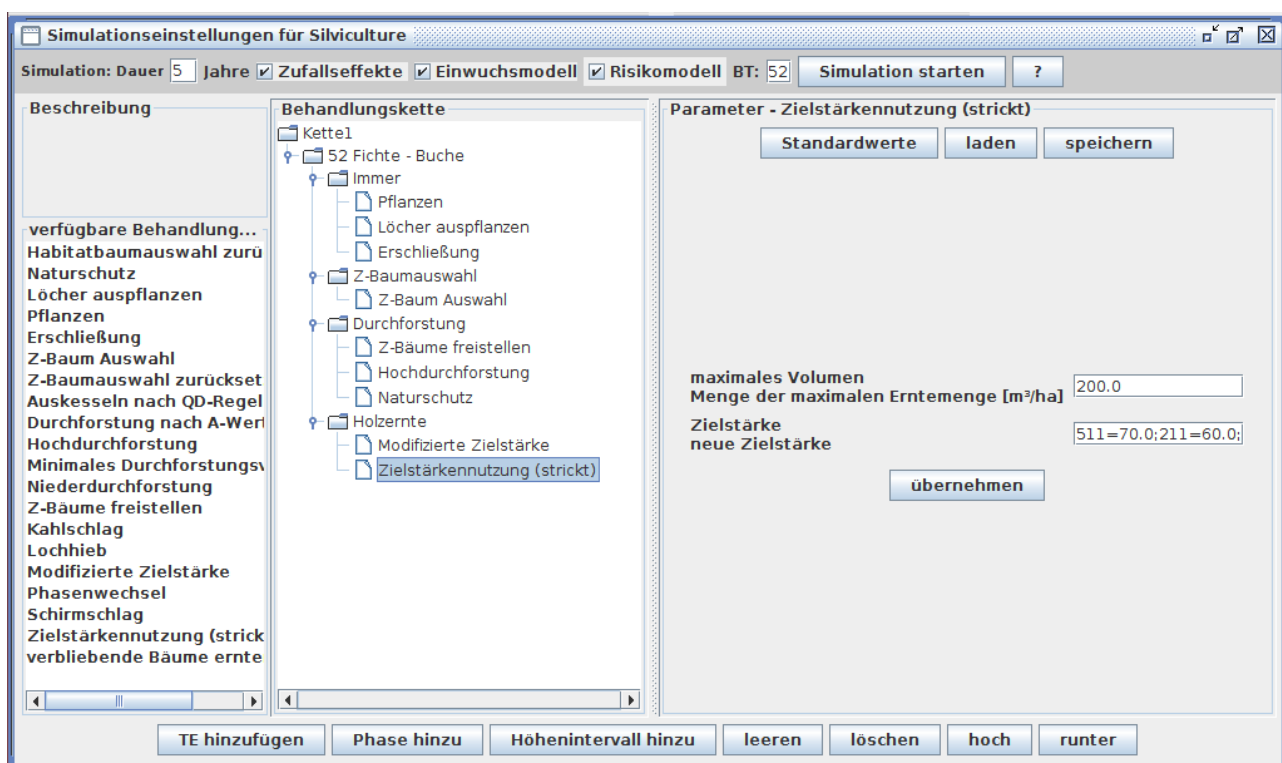 Simulationseinstellungen für Silviculture
Simulation: Dauer 5 Jahre Zufallseffekte Einwuchsmodell Risikomodell BT: 52 Simulation starten ?
Beschreibung
verfügbare Behandlung...
Habitatbaumauswahl zurü
Naturschutz
Löcher auspflanzen
Pflanzen
Erschließung
Z-Baum Auswahl
Z-Baumauswahl zurückset
Auskesseln nach QD-Regel
Durchforstung nach A-Wert
Hochdurchforstung
Minimales Durchforstungsv
Niederdurchforstung
Z-Bäume freistellen
Kahlschlag
Lochhieb
Modifizierte Zielstärke
Phasenwechsel
Schirmschlag
Zielstärkennutzung (strick
verbliebende Bäume ernte
Behandlungskette
Kette1
52 Fichte - Buche
Immer
Pflanzen
Löcher auspflanzen
Erschließung
Z-Baumauswahl
Z-Baum Auswahl
Durchforstung
Z-Bäume freistellen
Hochdurchforstung
Naturschutz
Holzernte
Modifizierte Zielstärke
Zielstärkennutzung (strickt)
Parameter - Zielstärkennutzung (strickt)
Standardwerte laden speichern
maximales Volumen
Menge der maximalen Erntemenge [m³/ha] 200.0
Zielstärke
neue Zielstärke 511=70.0;211=60.0;
übernehmen
TE hinzufügen Phase hinzu Höhenintervall hinzu leeren löschen hoch runter